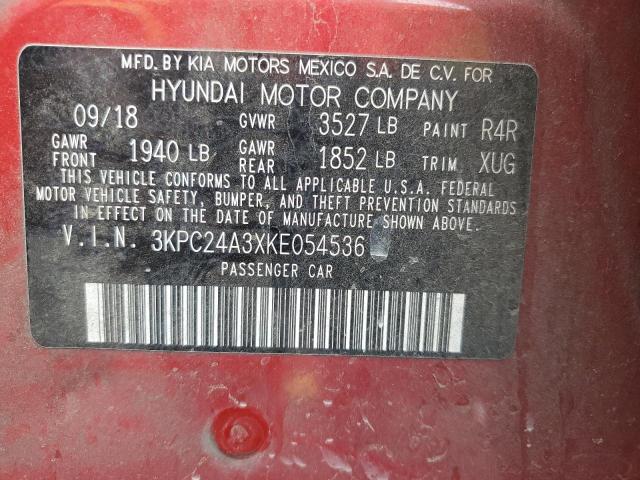 MFD. BY KIA MOTORS MEXICO S.A. DE C.V. FOR
HYUNDAI MOTOR COMPANY
09/18 GVWR 3527 LB PAINT R4R
GAWR FRONT 1940 LB GAWR REAR 1852 LB TRIM XUG
THIS VEHICLE CONFORMS TO ALL APPLICABLE U.S.A. FEDERAL
MOTOR VEHICLE SAFETY, BUMPER, AND THEFT PREVENTION STANDARDS
IN EFFECT ON THE DATE OF MANUFACTURE SHOWN ABOVE.
V.I.N. 3KPC24A3XKE054536
PASSENGER CAR